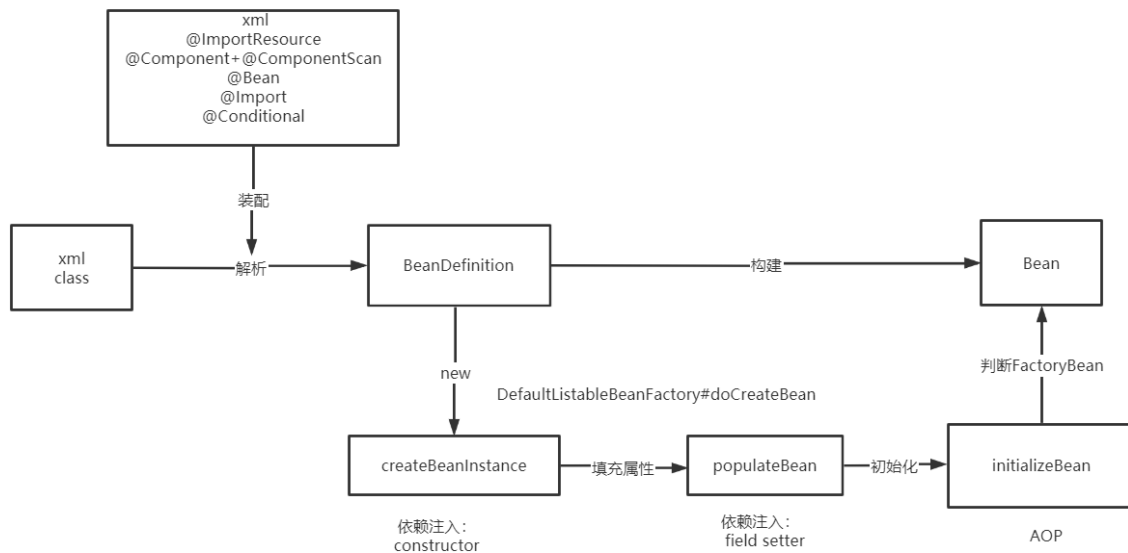 xml
@ImportResource
@Component+@ComponentScan
@Bean
@Import
@Conditional
装配
xml
class
解析
BeanDefinition
构建
Bean
new
DefaultListableBeanFactory#doCreateBean
判断FactoryBean
createBeanInstance
填充属性
populateBean
初始化
initializeBean
依赖注入：
constructor
依赖注入：
field setter
AOP